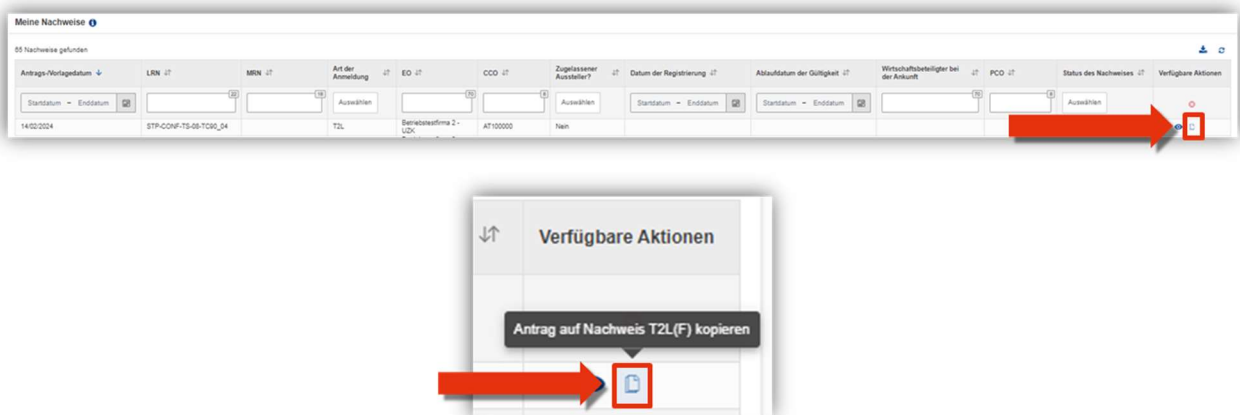 Meine Nachweise
55 Nachweise gefunden
Antrags-/Vorlagedatum LRN MRN Art der Anmeldung EO CCO Zugelassener Aussteller? Datum der Registrierung Ablaufdatum der Gültigkeit Wirtschaftsbeteiligter bei der Ankunft PCO Status des Nachweises Verfügbare Aktionen
Startdatum – Enddatum Auswählen Auswählen Startdatum – Enddatum Startdatum – Enddatum Auswählen
14/02/2024 STP-CONF-TS-08-TC90_04 T2L Betriebstestfirma 2 - UZK AT100000 Nein
Verfügbare Aktionen
Antrag auf Nachweis T2L(F) kopieren